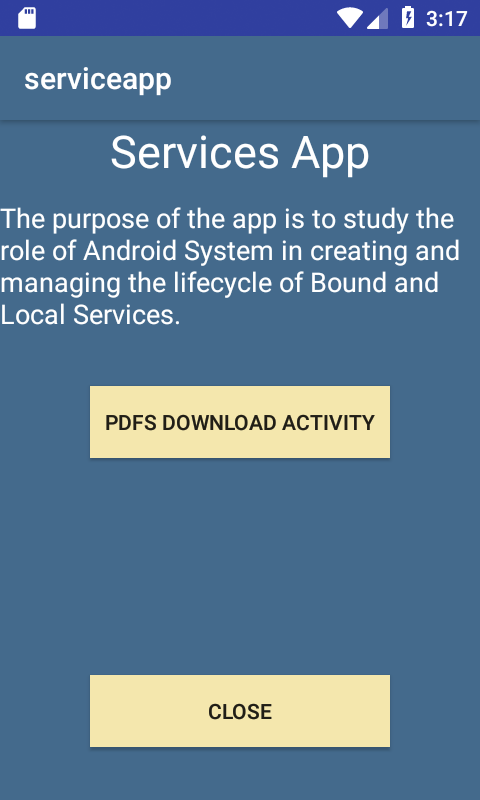 3:17
serviceapp
Services App
The purpose of the app is to study the
role of Android System in creating and
managing the lifecycle of Bound and
Local Services.
PDFS DOWNLOAD ACTIVITY
CLOSE